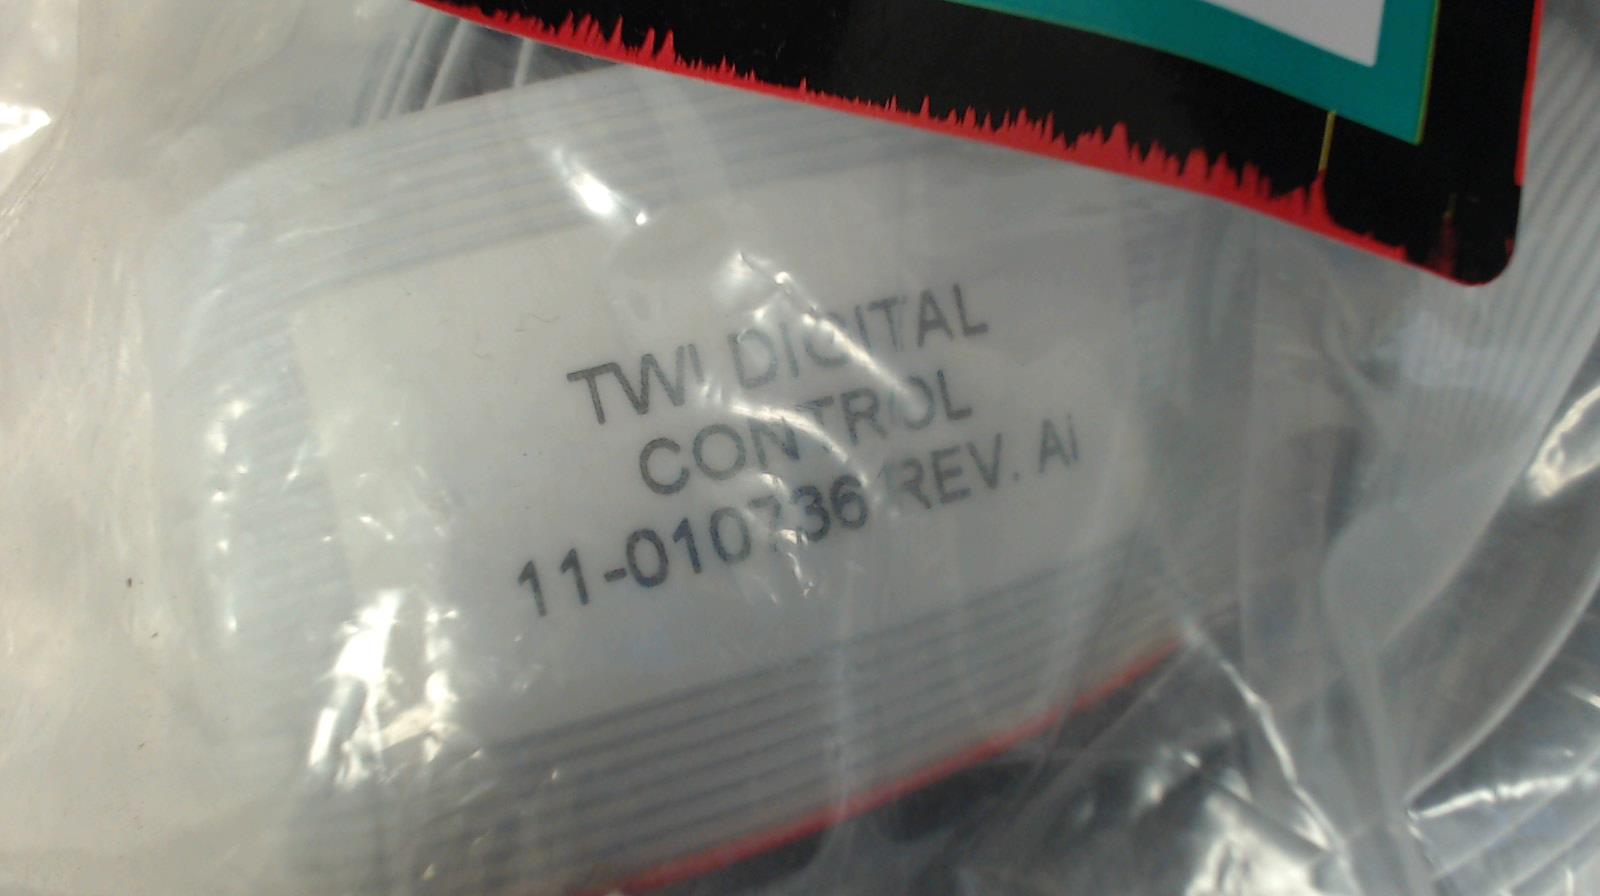 TWI DIGITAL
CONTROL
11-010736 REV. Ai